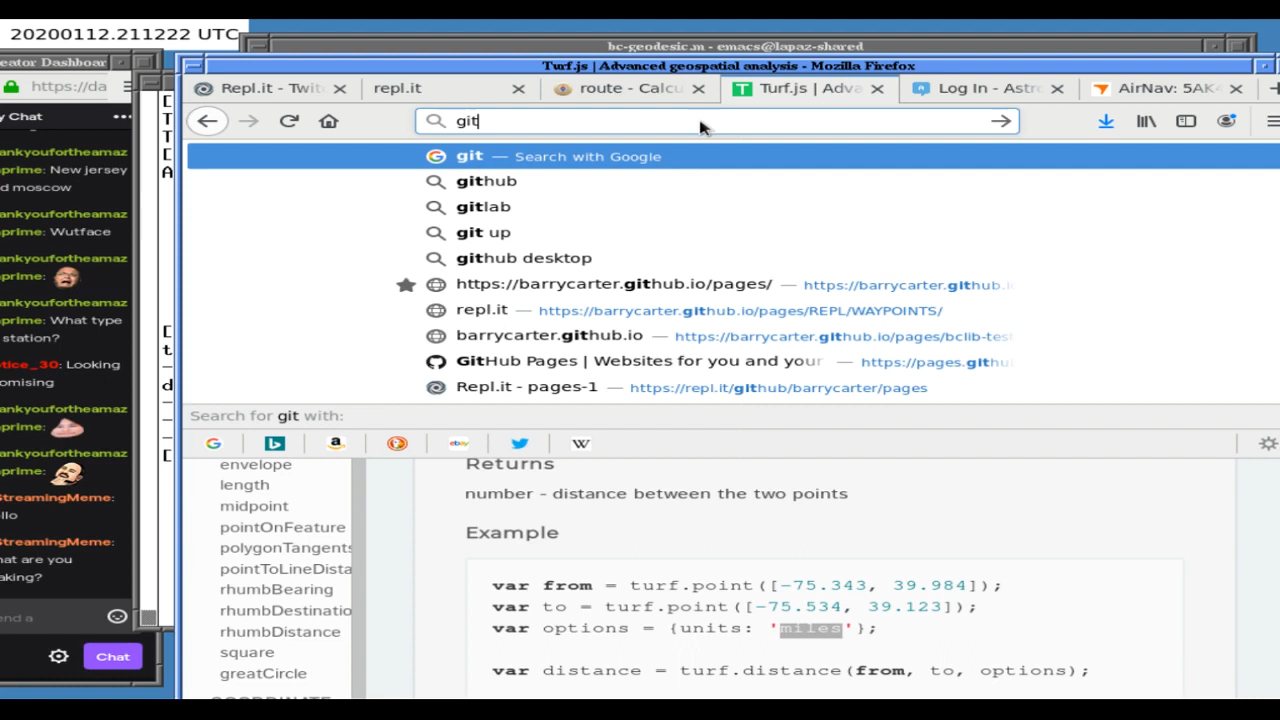 20200112.211222 UTC
bc-geodesic.m - emacs@lapaz-shared
eator Dashboar
Turf.js | Advanced geospatial analysis - Mozilla Firefox
https://da
Repl.it - Twit
repl.it
route - Calcu
Turf.js | Adva
Log In - Astro
AirNav: 5AK
y Chat
git
git — Search with Google
github
gitlab
git up
github desktop
https://barrycarter.github.io/pages/ — https://barrycarter.github.i
repl.it — https://barrycarter.github.io/pages/REPL/WAYPOINTS/
barrycarter.github.io — https://barrycarter.github.io/pages/bclib-tes
GitHub Pages | Websites for you and your — https://pages.githu
Repl.it - pages-1 — https://repl.it/github/barrycarter/pages
Search for git with:
ankyoufortheamaz
prime: New jersey
d moscow
ankyoufortheamaz
prime: Wutface
ankyoufortheamaz
prime:
ankyoufortheamaz
prime: What type
station?
tice_30: Looking
omising
ankyoufortheamaz
prime:
ankyoufortheamaz
prime:
StreamingMeme:
llo
StreamingMeme:
hat are you
aking?
end a
Chat
envelope
length
midpoint
pointOnFeature
polygonTangents
pointToLineDista
rhumbBearing
rhumbDestinatio
rhumbDistance
square
greatCircle
Returns
number - distance between the two points
Example
var from = turf.point([-75.343, 39.984]);
var to = turf.point([-75.534, 39.123]);
var options = {units: 'miles'};
var distance = turf.distance(from, to, options);